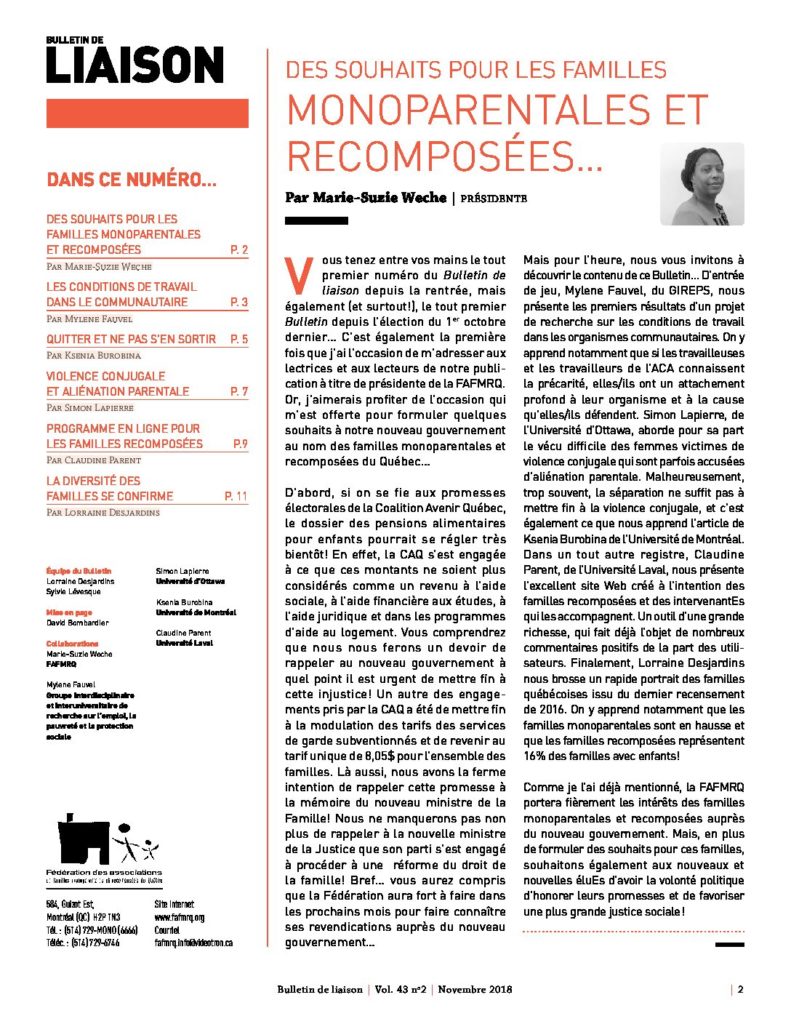 BULLETIN DE
LIAISON
DANS CE NUMÉRO...
DES SOUHAITS POUR LES
FAMILLES MONOPARENTALES
ET RECOMPOSÉES P. 2
PAR MARIE-SUZIE WECHE
LES CONDITIONS DE TRAVAIL
DANS LE COMMUNAUTAIRE P. 3
PAR MYLENE FAUVEL
QUITTER ET NE PAS S'EN SORTIR P. 5
PAR KSENIA BUROBINA
VIOLENCE CONJUGALE
ET ALIÉNATION PARENTALE P. 7
PAR SIMON LAPIERRE
PROGRAMME EN LIGNE POUR
LES FAMILLES RECOMPOSÉES P.9
PAR CLAUDINE PARENT
LA DIVERSITÉ DES
FAMILLES SE CONFIRME P. 11
PAR LORRAINE DESJARDINS
Équipe du Bulletin
Lorraine Desjardins
Sylvie Lévesque
Mise en page
David Bombardier
Collaborations
Marie-Suzie Weche
FAFMRQ
Mylene Fauvel
Groupe interdisciplinaire
et interuniversitaire de
recherche sur l'emploi, la
pauvreté et la protection
sociale
Simon Lapierre
Université d'Ottawa
Ksenia Burobina
Université de Montréal
Claudine Parent
Université Laval
Fédération des associations
de familles monoparentales et recomposées du Québec
584, Guizot Est,
Montréal (QC) H2P 1N3
Tél. : (514) 729-MONO (6666)
Téléc. : (514) 729-6746
Site Internet
www.fafmrq.org
Courriel
fafmrq.info@videotron.ca
DES SOUHAITS POUR LES FAMILLES
MONOPARENTALES ET
RECOMPOSÉES...
Par Marie-Suzie Weche | PRÉSIDENTE
Vous tenez entre vos mains le tout
premier numéro du Bulletin de
liaison depuis la rentrée, mais
également (et surtout!), le tout premier
Bulletin depuis l'élection du 1er octobre
dernier... C'est également la première
fois que j'ai l'occasion de m'adresser aux
lectrices et aux lecteurs de notre publi-
cation à titre de présidente de la FAFMRQ.
Or, j'aimerais profiter de l'occasion qui
m'est offerte pour formuler quelques
souhaits à notre nouveau gouvernement
au nom des familles monoparentales et
recomposées du Québec...
D'abord, si on se fie aux promesses
électorales de la Coalition Avenir Québec,
le dossier des pensions alimentaires
pour enfants pourrait se régler très
bientôt! En effet, la CAQ s'est engagée
à ce que ces montants ne soient plus
considérés comme un revenu à l'aide
sociale, à l'aide financière aux études, à
l'aide juridique et dans les programmes
d'aide au logement. Vous comprendrez
que nous nous ferons un devoir de
rappeler au nouveau gouvernement à
quel point il est urgent de mettre fin à
cette injustice! Un autre des engage-
ments pris par la CAQ a été de mettre fin
à la modulation des tarifs des services
de garde subventionnés et de revenir au
tarif unique de 8,05$ pour l'ensemble des
familles. Là aussi, nous avons la ferme
intention de rappeler cette promesse à
la mémoire du nouveau ministre de la
Famille! Nous ne manquerons pas non
plus de rappeler à la nouvelle ministre
de la Justice que son parti s'est engagé
à procéder à une réforme du droit de
la famille! Bref... vous aurez compris
que la Fédération aura fort à faire dans
les prochains mois pour faire connaître
ses revendications auprès du nouveau
gouvernement...
Mais pour l'heure, nous vous invitons à
découvrir le contenu de ce Bulletin... D'entrée
de jeu, Mylene Fauvel, du GIREPS, nous
présente les premiers résultats d'un projet
de recherche sur les conditions de travail
dans les organismes communautaires. On y
apprend notamment que si les travailleuses
et les travailleurs de l'ACA connaissent
la précarité, elles/ils ont un attachement
profond à leur organisme et à la cause
qu'elles/ils défendent. Simon Lapierre, de
l'Université d'Ottawa, aborde pour sa part
le vécu difficile des femmes victimes de
violence conjugale qui sont parfois accusées
d'aliénation parentale. Malheureusement,
trop souvent, la séparation ne suffit pas à
mettre fin à la violence conjugale, et c'est
également ce que nous apprend l'article de
Ksenia Burobina de l'Université de Montréal.
Dans un tout autre registre, Claudine
Parent, de l'Université Laval, nous présente
l'excellent site Web créé à l'intention des
familles recomposées et des intervenantEs
qui les accompagnent. Un outil d'une grande
richesse, qui fait déjà l'objet de nombreux
commentaires positifs de la part des utili-
sateurs. Finalement, Lorraine Desjardins
nous brosse un rapide portrait des familles
québécoises issu du dernier recensement
de 2016. On y apprend notamment que les
familles monoparentales sont en hausse et
que les familles recomposées représentent
16% des familles avec enfants!
Comme je l'ai déjà mentionné, la FAFMRQ
portera fièrement les intérêts des familles
monoparentales et recomposées auprès
du nouveau gouvernement. Mais, en plus
de formuler des souhaits pour ces familles,
souhaitons également aux nouveaux et
nouvelles éluEs d'avoir la volonté politique
d'honorer leurs promesses et de favoriser
une plus grande justice sociale!
Bulletin de liaison | Vol. 43 nº2 | Novembre 2018 | 2